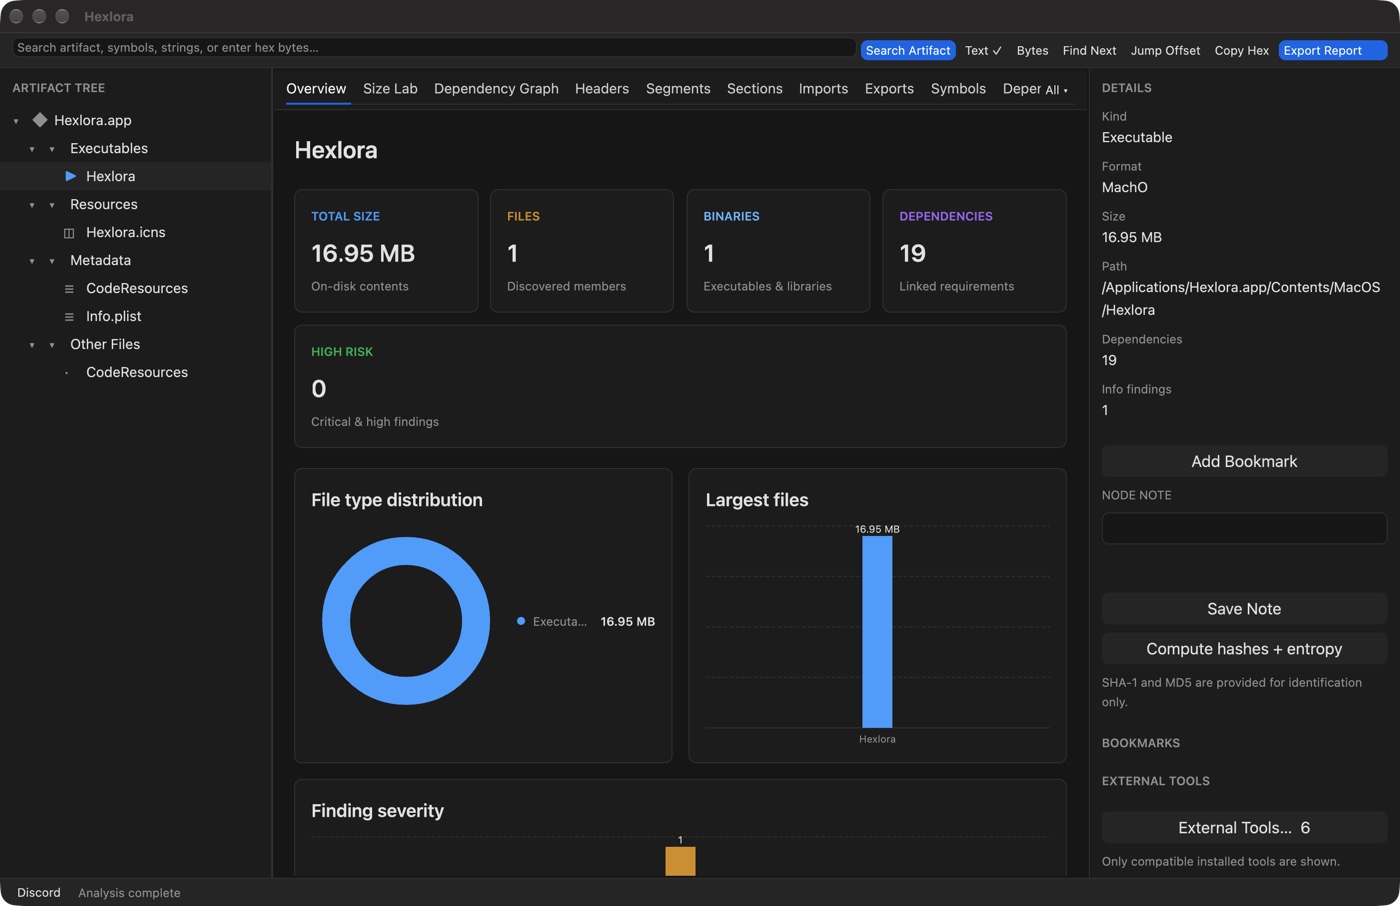 Hexlora
Search artifact, symbols, strings, or enter hex bytes...
Search Artifact
Text ✓
Bytes
Find Next
Jump Offset
Copy Hex
Export Report
ARTIFACT TREE
Hexlora.app
Executables
Hexlora
Resources
Hexlora.icns
Metadata
CodeResources
Info.plist
Other Files
CodeResources
Overview
Size Lab
Dependency Graph
Headers
Segments
Sections
Imports
Exports
Symbols
Deper
All
Hexlora
TOTAL SIZE
16.95 MB
On-disk contents
FILES
1
Discovered members
BINARIES
1
Executables & libraries
DEPENDENCIES
19
Linked requirements
HIGH RISK
0
Critical & high findings
File type distribution
Executa... 16.95 MB
Largest files
16.95 MB
Hexlora
Finding severity
1
DETAILS
Kind
Executable
Format
MachO
Size
16.95 MB
Path
/Applications/Hexlora.app/Contents/MacOS
/Hexlora
Dependencies
19
Info findings
1
Add Bookmark
NODE NOTE
Save Note
Compute hashes + entropy
SHA-1 and MD5 are provided for identification
only.
BOOKMARKS
EXTERNAL TOOLS
External Tools... 6
Only compatible installed tools are shown.
Discord
Analysis complete